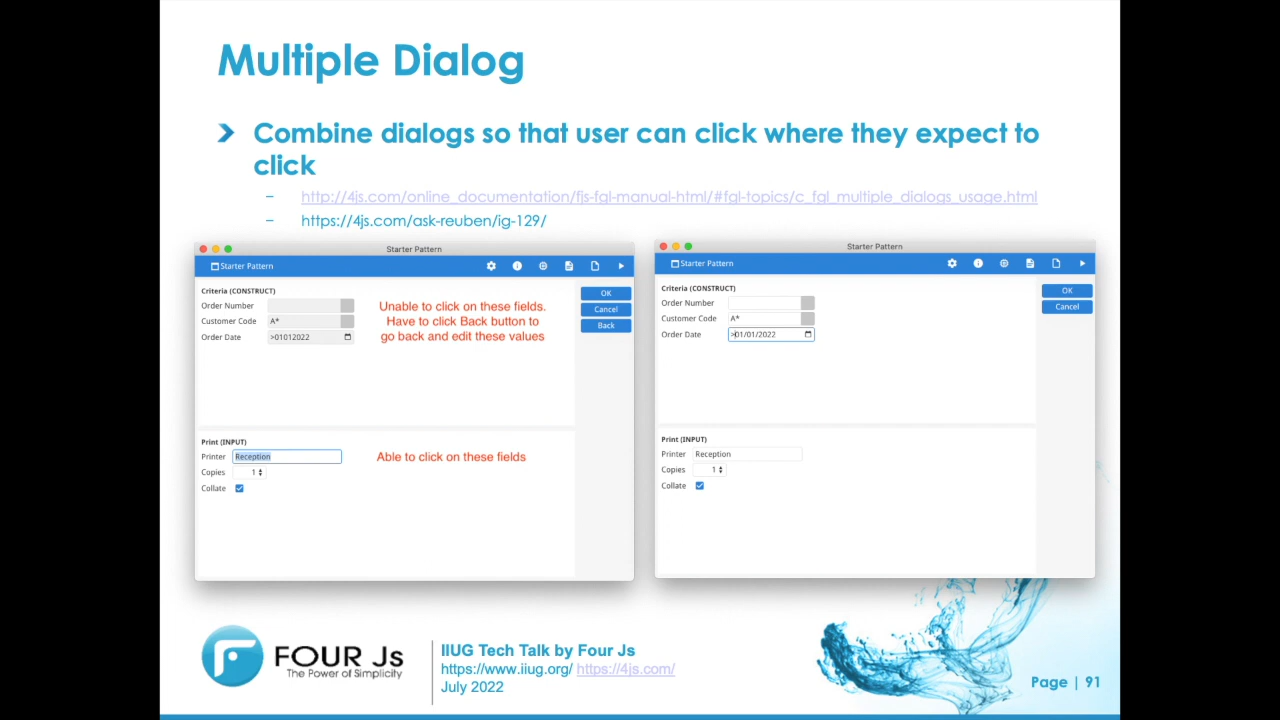 Multiple Dialog
Combine dialogs so that user can click where they expect to
click
– http://4js.com/online_documentation/fjs-fgl-manual-html/#fgl-topics/c_fgl_multiple_dialogs_usage.html
– https://4js.com/ask-reuben/ig-129/
Starter Pattern
Starter Pattern
Criteria (CONSTRUCT)
Order Number
Customer Code A*
Order Date >01012022
Unable to click on these fields.
Have to click Back button to
go back and edit these values
OK
Cancel
Back
Print (INPUT)
Printer Reception
Copies 1
Collate
Able to click on these fields
Starter Pattern
Starter Pattern
Criteria (CONSTRUCT)
Order Number
Customer Code A*
Order Date >01/01/2022
OK
Cancel
Print (INPUT)
Printer Reception
Copies 1
Collate
FOUR Js
The Power of Simplicity
IIUG Tech Talk by Four Js
https://www.iiug.org/ https://4js.com/
July 2022
Page | 91